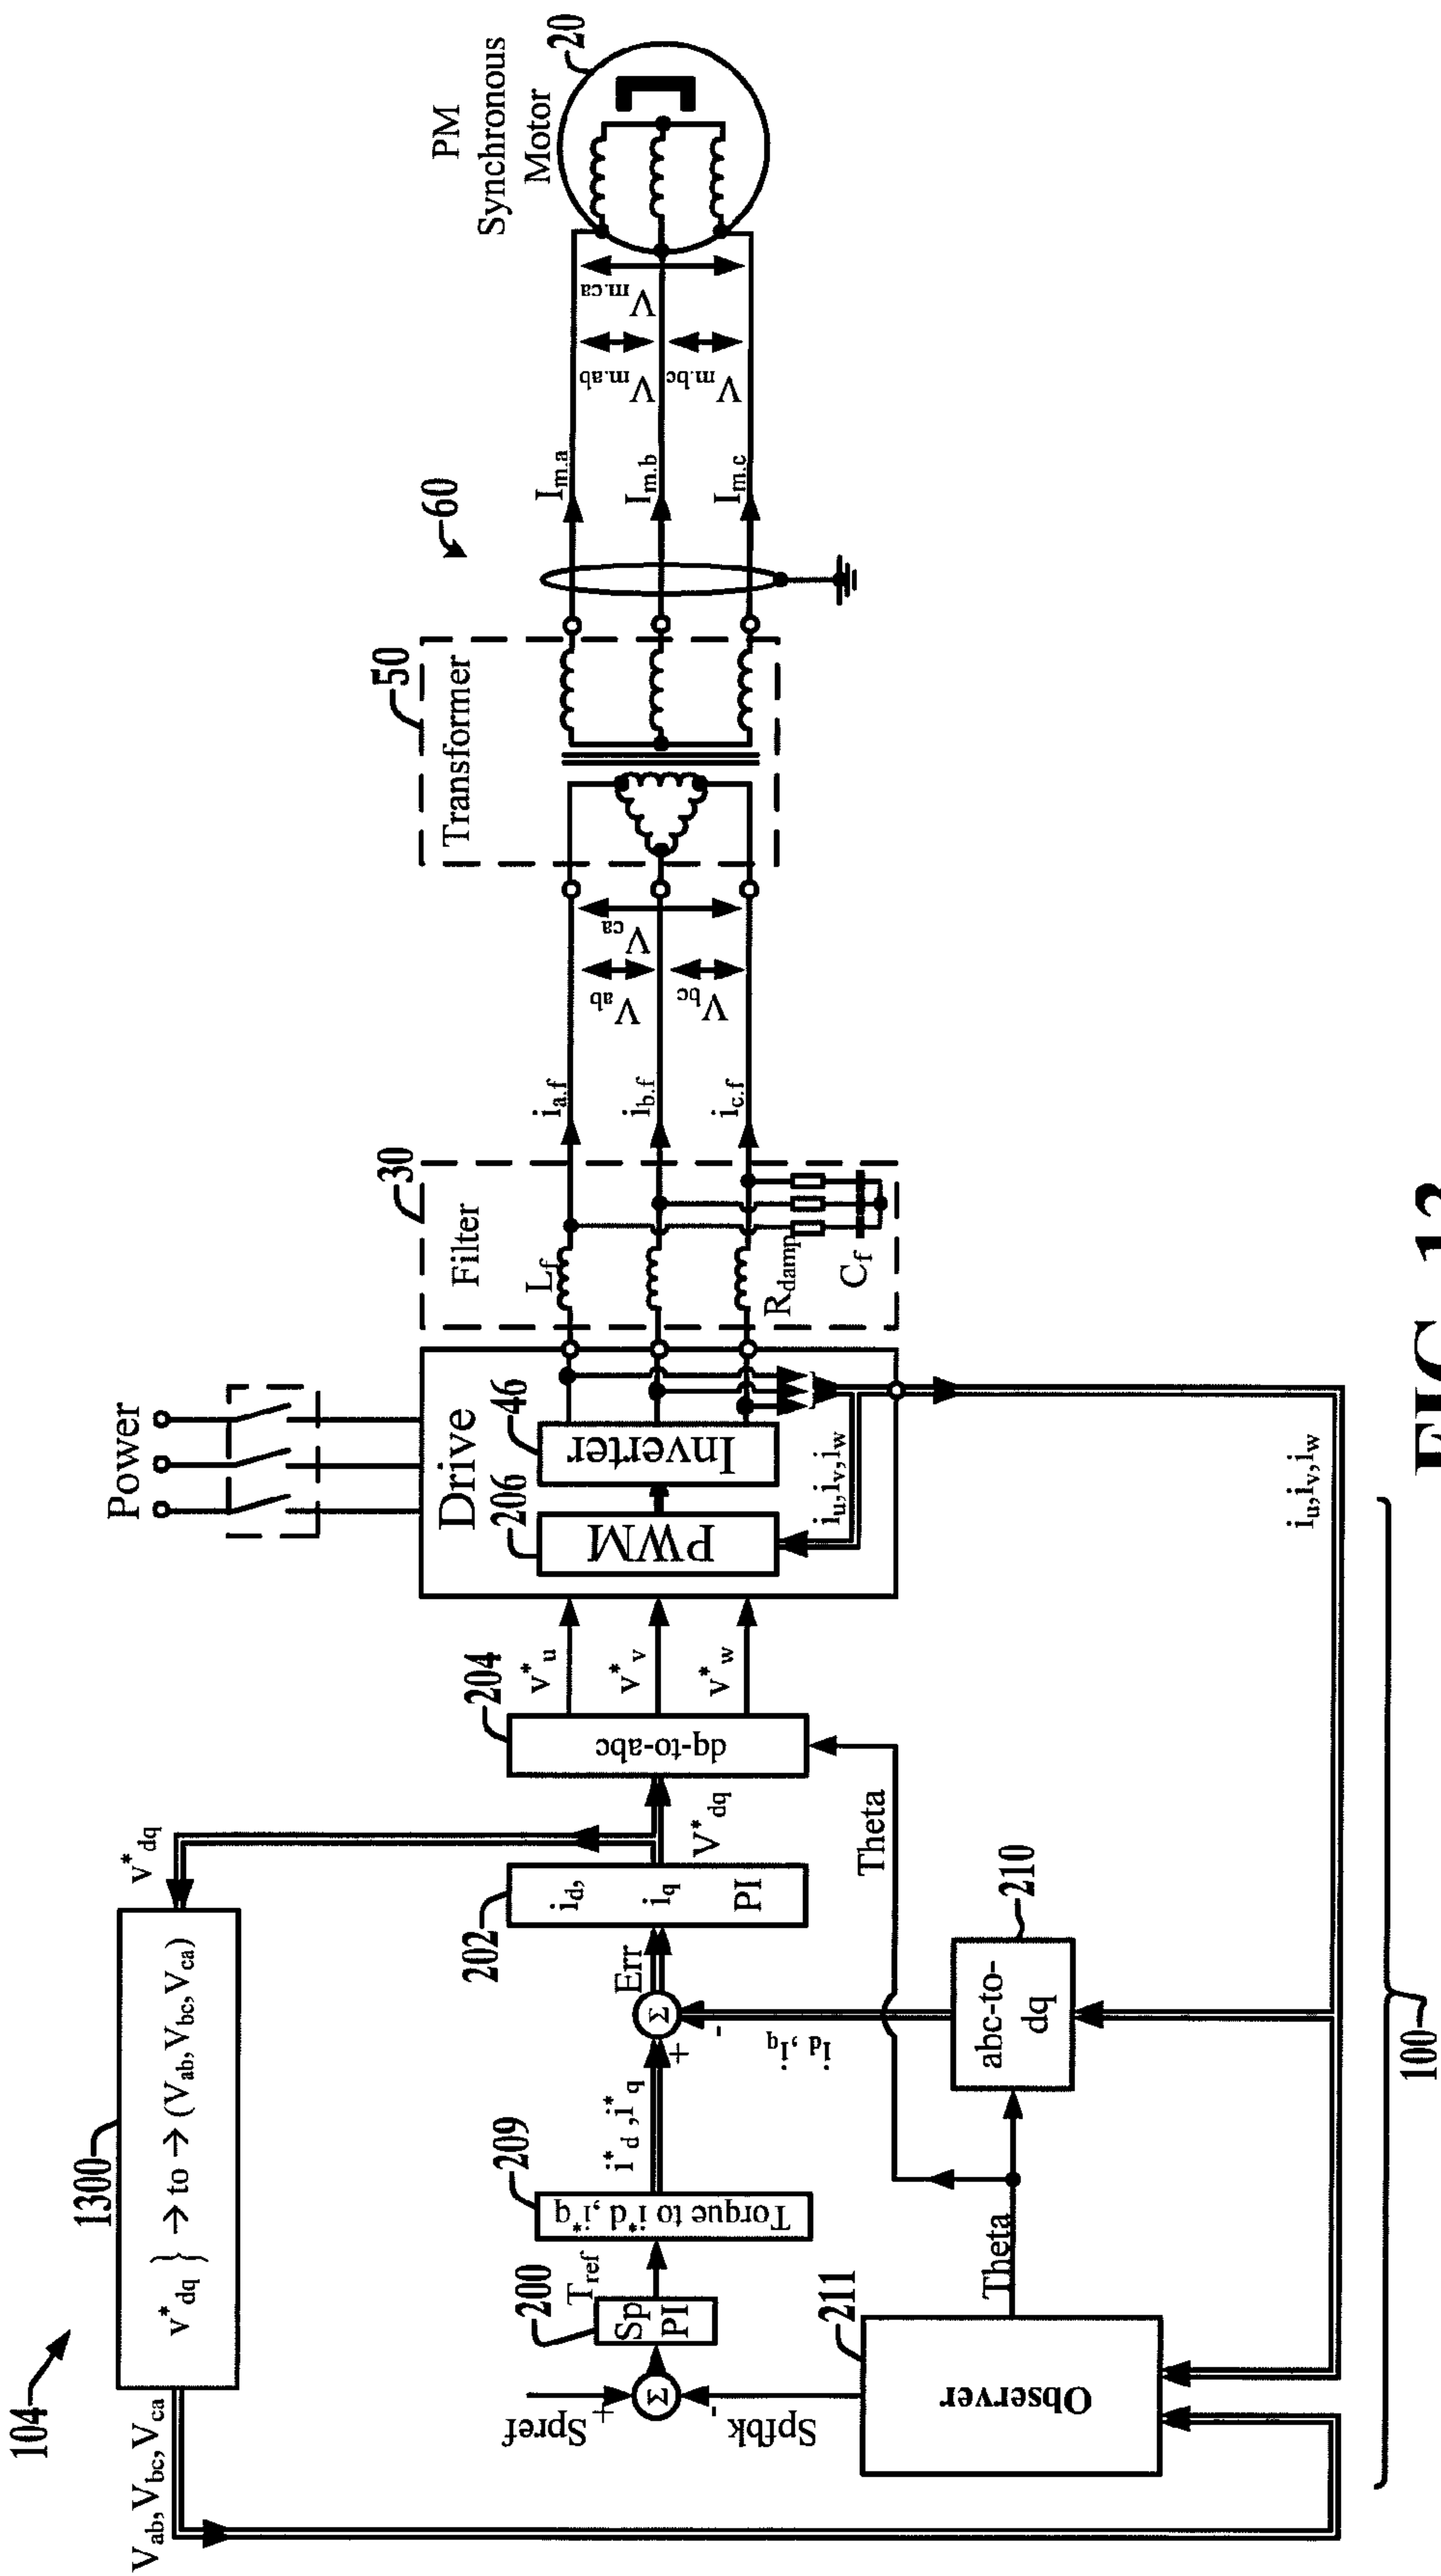 104
1300
v*dq } → to → (Vab, Vbc, Vca)
v*dq
Vab, Vbc, Vca
Power
Drive
206
PWM
46
Inverter
iu, iv, iw
30
Filter
Lf
Rdamp
Cf
ia.f
ib.f
ic.f
Vab
Vbc
Vca
50
Transformer
60
Im.a
Im.b
Im.c
Vm.ab
Vm.bc
Vm.ca
PM
Synchronous
Motor
20
Spref
+
Σ
-
Spfbk
200
Sp
PI
Tref
209
Torque to i*d, i*q
i*d, i*q
+
Σ
-
Err
id, iq
202
id,
iq
PI
V*dq
204
dq-to-abc
v*u
v*v
v*w
Theta
211
Observer
Theta
210
abc-to-
dq
iu, iv, iw
100